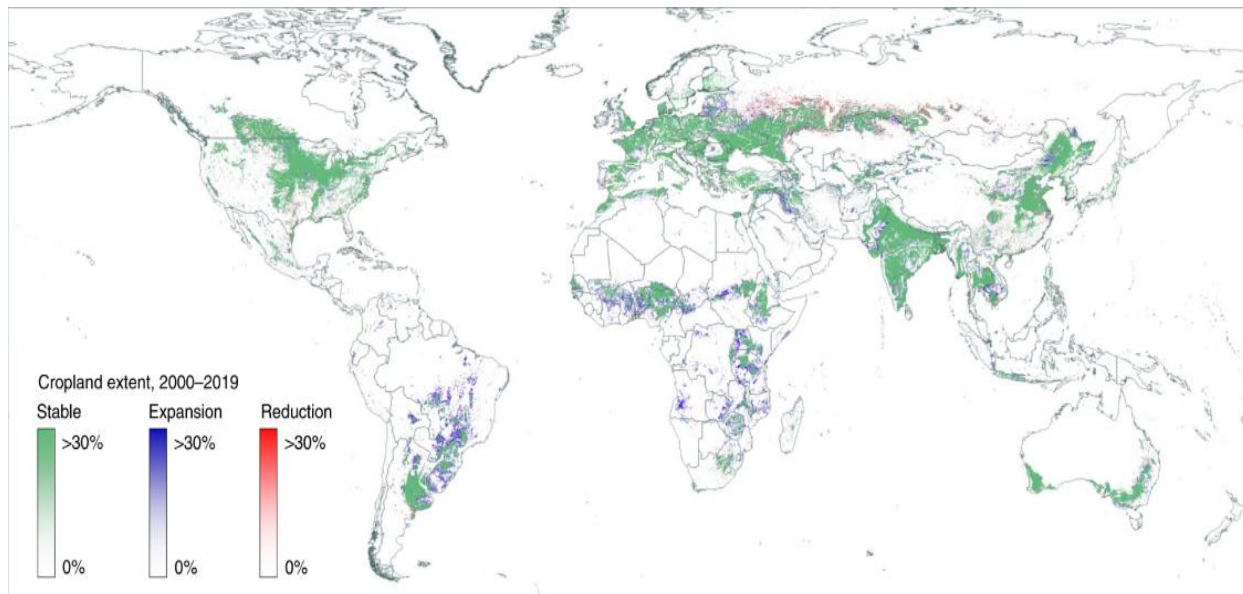 Cropland extent, 2000–2019
Stable Expansion Reduction
>30% >30% >30%
0% 0% 0%